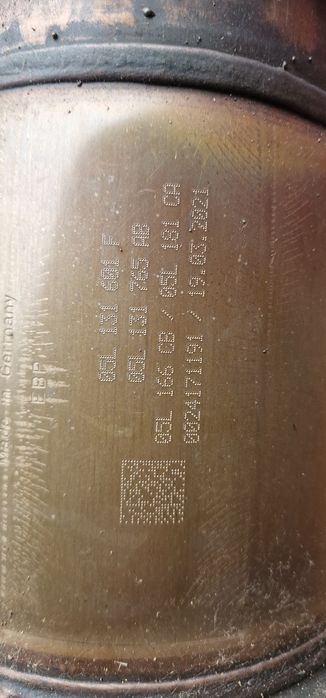 Made in Germany
EBP
05L 131 601 F
05L 131 765 AB
05L 166 CB / 05L 181 CA
0024171191 / 19.03.2021